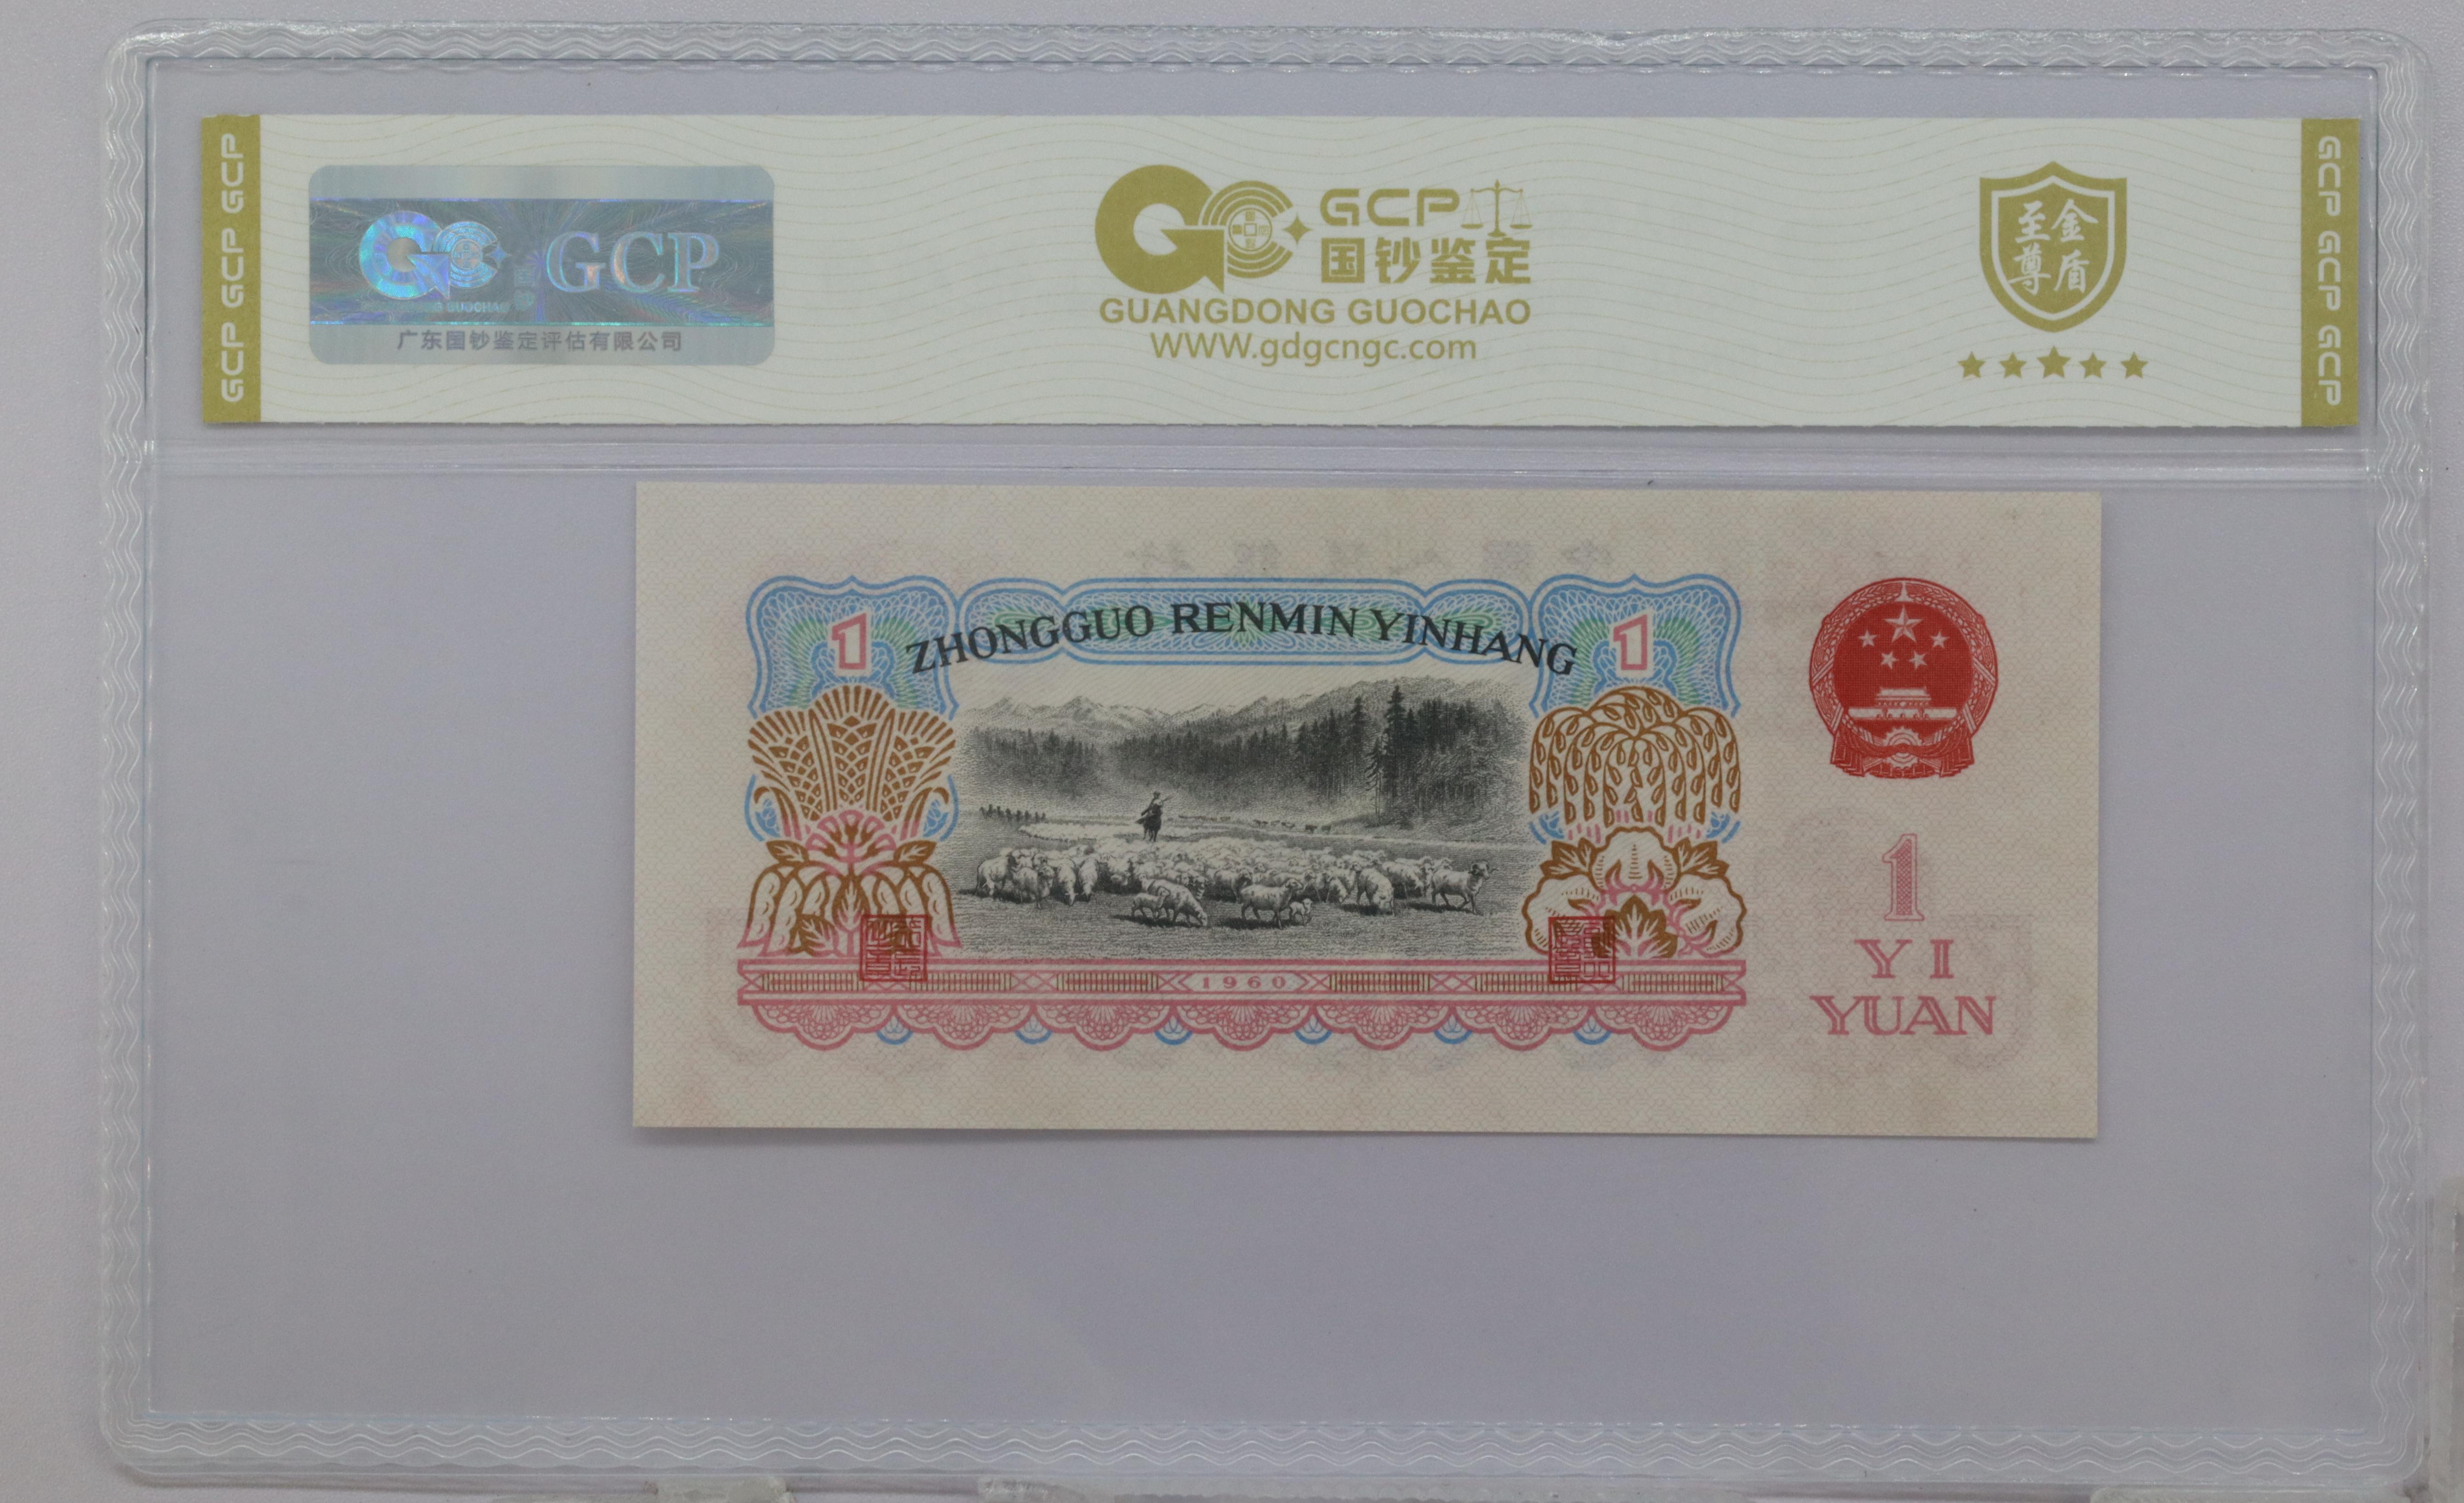 GCP GCP GCP
GCP
GUANGDONG GUOCHAO
广东国钞鉴定评估有限公司
GCP
国钞鉴定
GUANGDONG GUOCHAO
WWW.gdgcngc.com
至尊
金盾
GCP GCP GCP
ZHONGGUO RENMIN YINHANG
1
1
1960
1
YI
YUAN